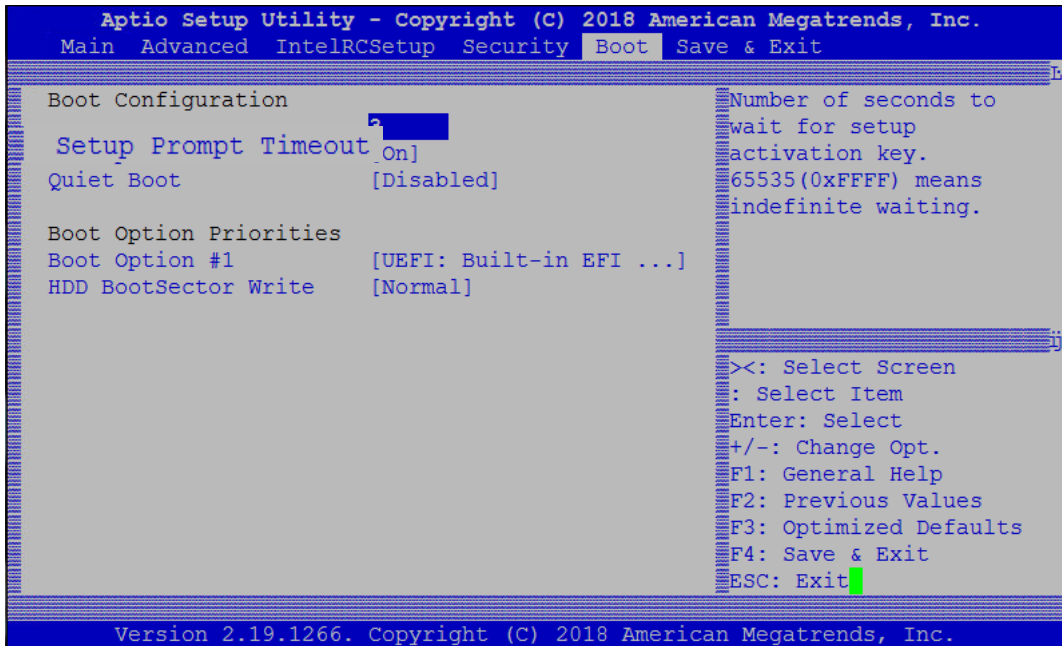 Aptio Setup Utility - Copyright (C) 2018 American Megatrends, Inc.
Main Advanced IntelRCSetup Security Boot Save & Exit
Boot Configuration
Setup Prompt Timeout
On]
Quiet Boot [Disabled]
Boot Option Priorities
Boot Option #1 [UEFI: Built-in EFI ...]
HDD BootSector Write [Normal]
Number of seconds to
wait for setup
activation key.
65535(0xFFFF) means
indefinite waiting.
><: Select Screen
: Select Item
Enter: Select
+/-: Change Opt.
F1: General Help
F2: Previous Values
F3: Optimized Defaults
F4: Save & Exit
ESC: Exit
Version 2.19.1266. Copyright (C) 2018 American Megatrends, Inc.